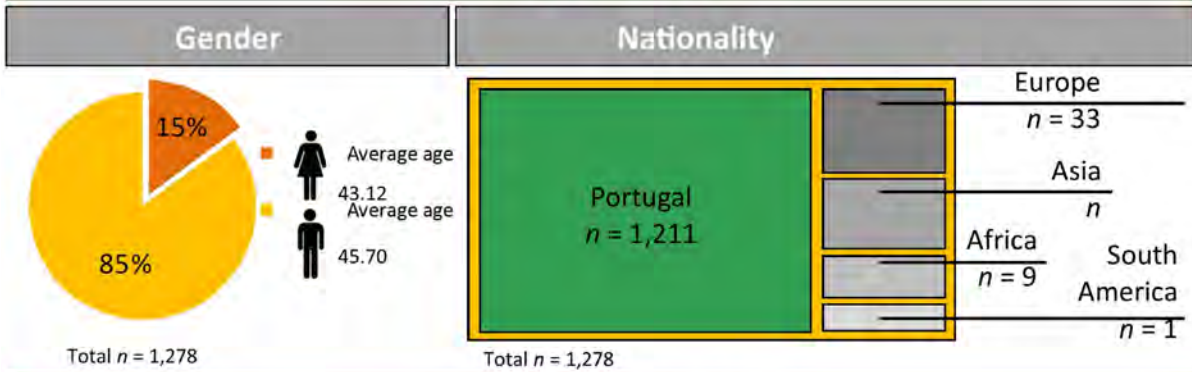 Gender
15%
85%
Average age
43.12
Average age
45.70
Total n = 1,278
Nationality
Portugal
n = 1,211
Europe
n = 33
Asia
n
Africa
n = 9
South
America
n = 1
Total n = 1,278